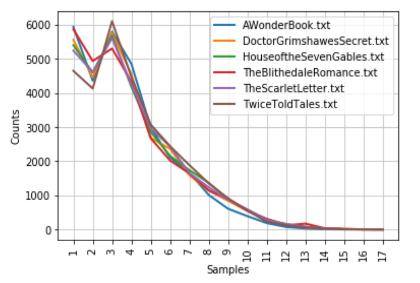 6000
5000
4000
3000
2000
1000
0
Counts
AWonderBook.txt
DoctorGrimshawesSecret.txt
HouseoftheSevenGables.txt
TheBlithedaleRomance.txt
TheScarletLetter.txt
TwiceToldTales.txt
1 2 3 4 5 6 7 8 9 10 11 12 13 14 15 16 17
Samples